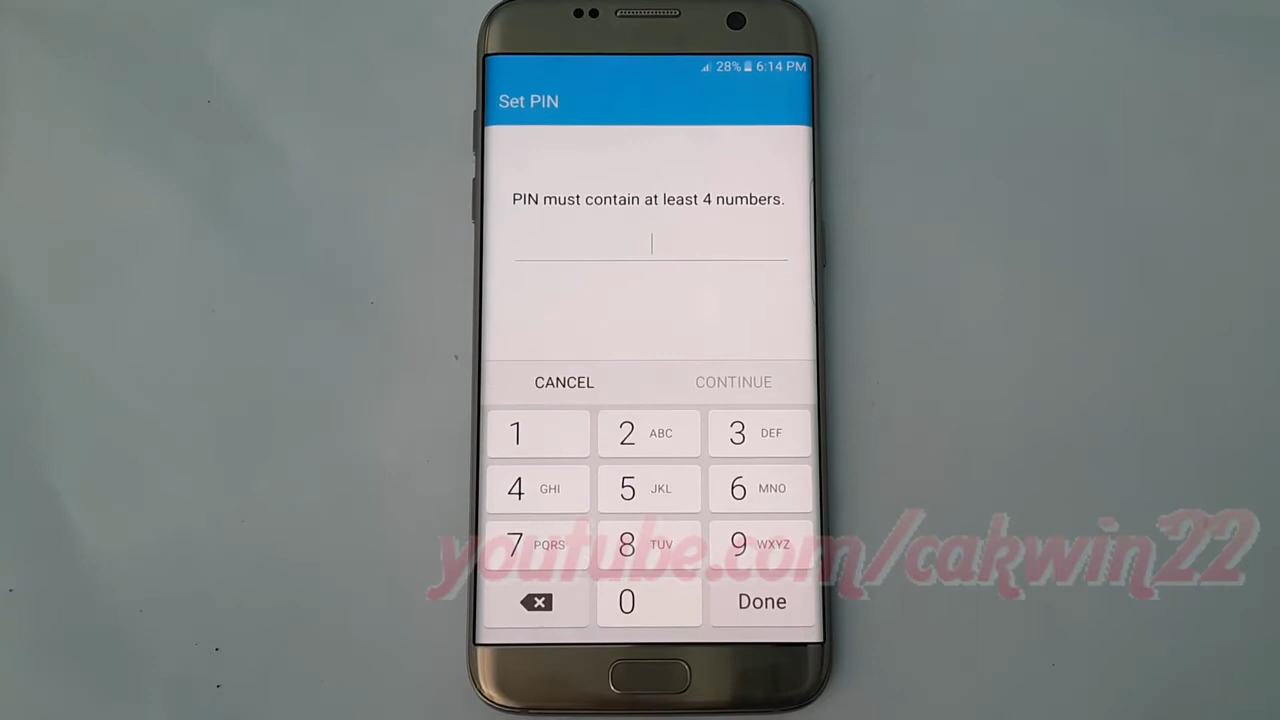 28% 6:14 PM
Set PIN
PIN must contain at least 4 numbers.
CANCEL CONTINUE
1 2 ABC 3 DEF
4 GHI 5 JKL 6 MNO
7 PQRS 8 TUV 9 WXYZ
youtube.com/cakwin22
0 Done